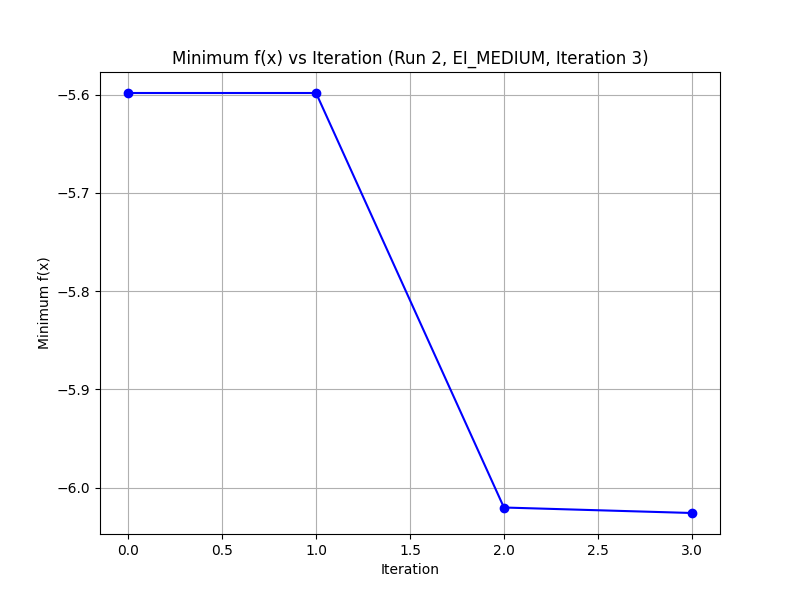 Minimum f(x) vs Iteration (Run 2, EI_MEDIUM, Iteration 3)
−5.6
−5.7
−5.8
−5.9
−6.0
Minimum f(x)
0.0 0.5 1.0 1.5 2.0 2.5 3.0
Iteration